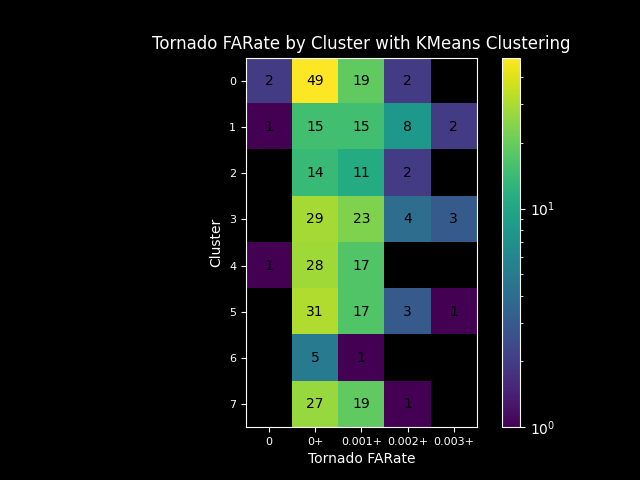 Tornado FARate by Cluster with KMeans Clustering
0 2 49 19 2
1 1 15 15 8 2
2 14 11 2
3 29 23 4 3
4 1 28 17
5 31 17 3 1
6 5 1
7 27 19 1
0 0+ 0.001+ 0.002+ 0.003+
Tornado FARate
Cluster
10¹
10⁰